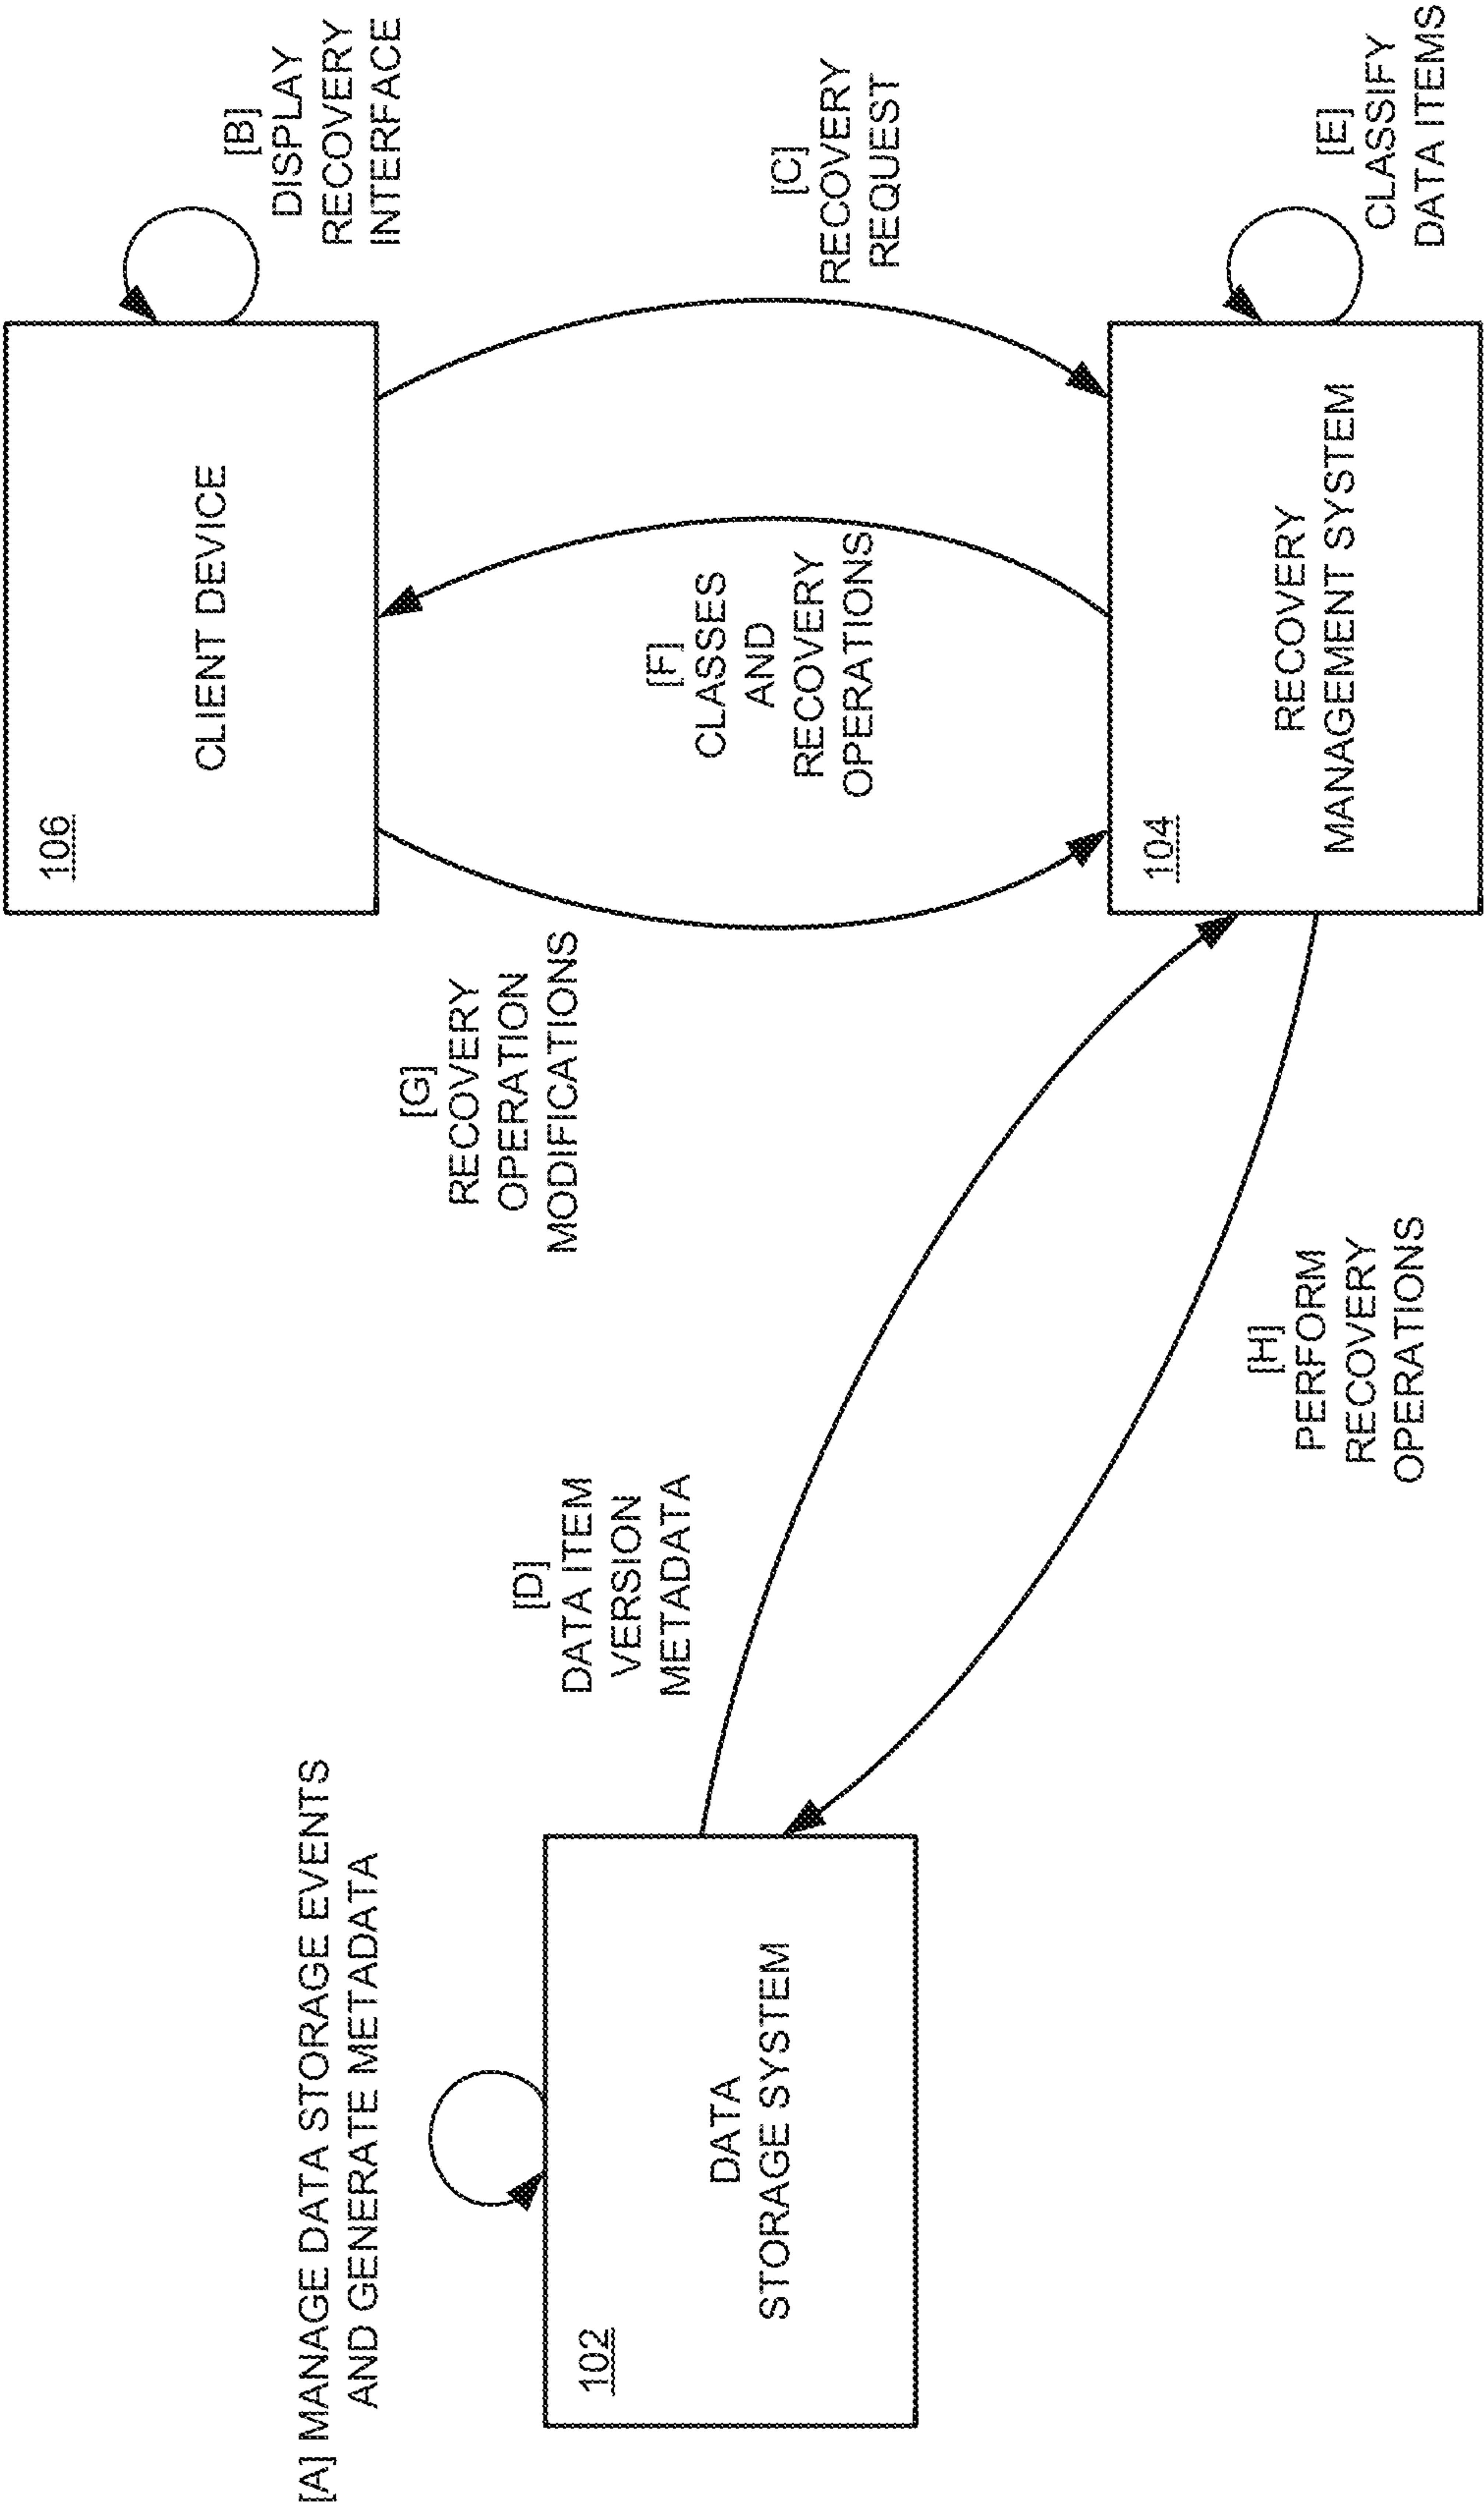 [A] MANAGE DATA STORAGE EVENTS
AND GENERATE METADATA
102
DATA
STORAGE SYSTEM
[D]
DATA ITEM
VERSION
METADATA
[H]
PERFORM
RECOVERY
OPERATIONS
[G]
RECOVERY
OPERATION
MODIFICATIONS
106
CLIENT DEVICE
[B]
DISPLAY
RECOVERY
INTERFACE
[F]
CLASSES
AND
RECOVERY
OPERATIONS
[C]
RECOVERY
REQUEST
104
RECOVERY
MANAGEMENT SYSTEM
[E]
CLASSIFY
DATA ITEMS